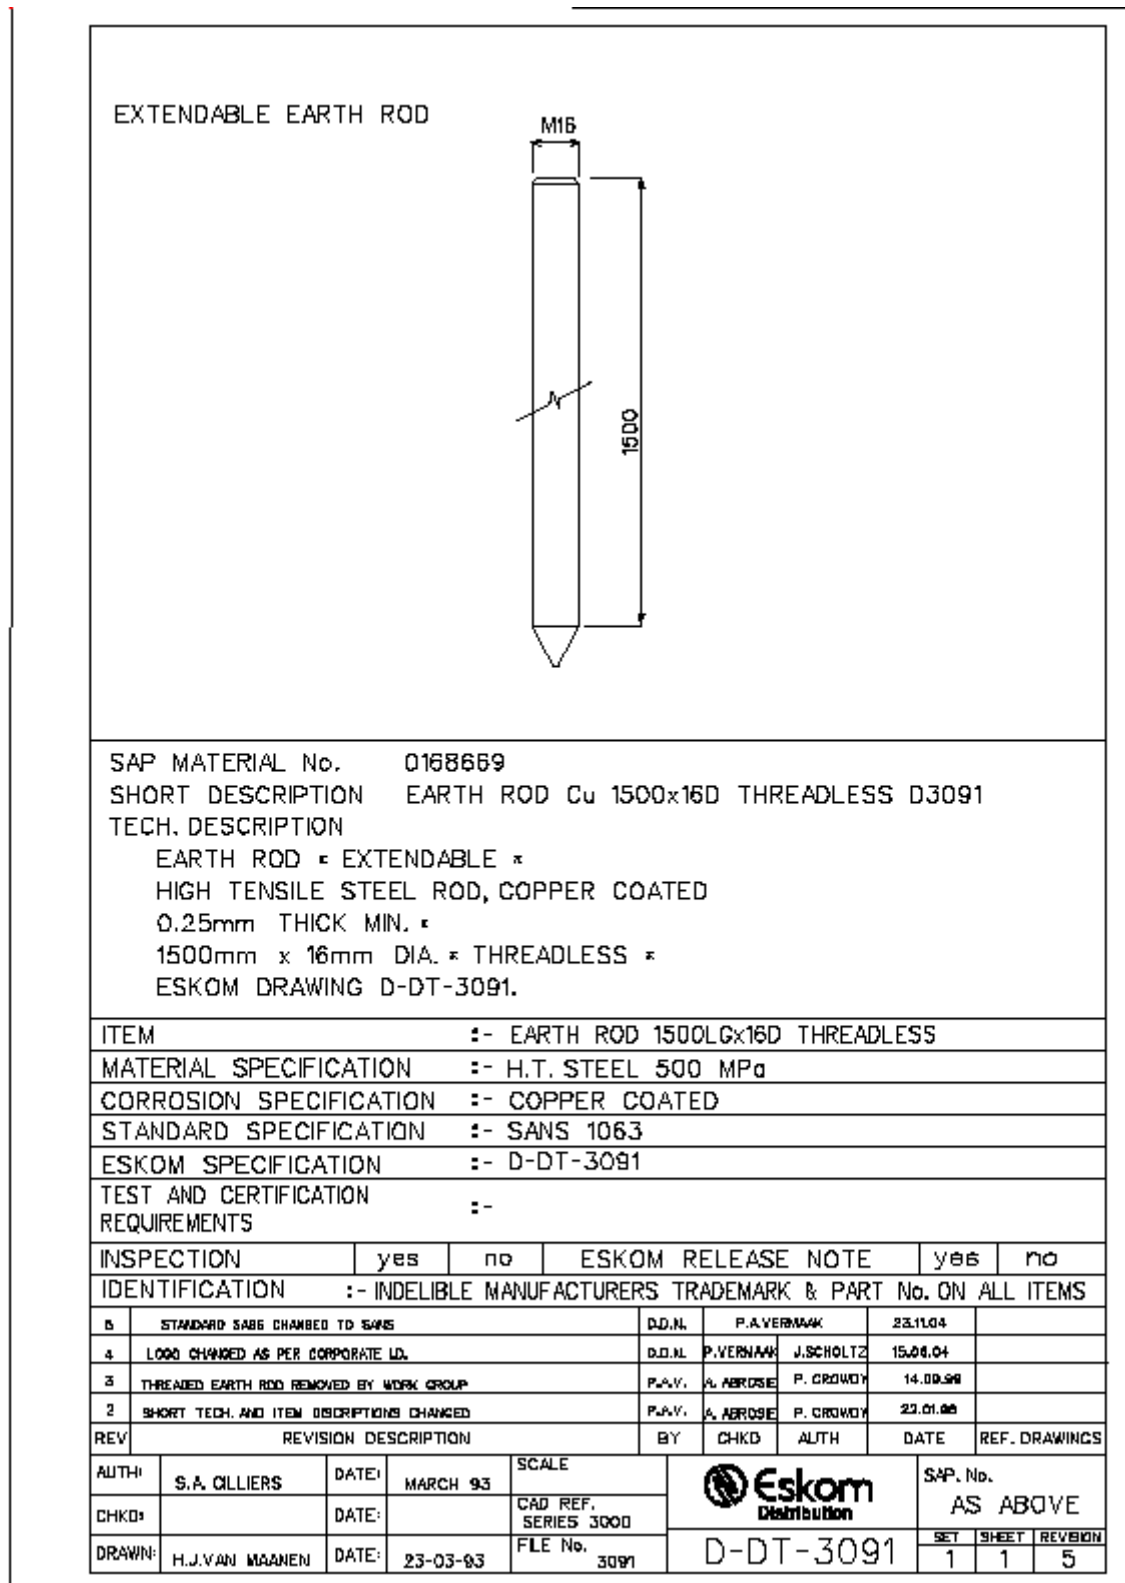 EXTENDABLE EARTH ROD
M16
1500
SAP MATERIAL No. 0168669
SHORT DESCRIPTION EARTH ROD Cu 1500x16D THREADLESS D3091
TECH. DESCRIPTION
EARTH ROD * EXTENDABLE *
HIGH TENSILE STEEL ROD, COPPER COATED
0.25mm THICK MIN. *
1500mm x 16mm DIA. * THREADLESS *
ESKOM DRAWING D-DT-3091.
ITEM :- EARTH ROD 1500LGx16D THREADLESS
MATERIAL SPECIFICATION :- H.T. STEEL 500 MPa
CORROSION SPECIFICATION :- COPPER COATED
STANDARD SPECIFICATION :- SANS 1063
ESKOM SPECIFICATION :- D-DT-3091
TEST AND CERTIFICATION
REQUIREMENTS :-
INSPECTION yes no ESKOM RELEASE NOTE yes no
IDENTIFICATION :- INDELIBLE MANUFACTURERS TRADEMARK & PART No. ON ALL ITEMS
5 STANDARD SABS CHANGED TO SANS D.D.N. P.A.VERMAAK 23.11.04
4 LOGO CHANGED AS PER CORPORATE I.D. D.D.N. P.VERMAAK J.SCHOLTZ 15.06.04
3 THREADED EARTH ROD REMOVED BY WORK GROUP P.A.V. A. ABROSIE P. CROWDY 14.09.98
2 SHORT TECH. AND ITEM DISCRIPTIONS CHANGED P.A.V. A. ABROSIE P. CROWDY
REV REVISION DESCRIPTION BY CHKD AUTH DATE REF. DRAWINGS
AUTH: S.A. CILLIERS DATE: MARCH 93 SCALE
CHKD: DATE: CAD REF. SERIES 3000
DRAWN: H.J.VAN MAANEN DATE: 23-03-93 FILE No. 3091
Eskom
Distribution
D-DT-3091
SAP. No.
AS ABOVE
SET SHEET REVISION
1 1 5